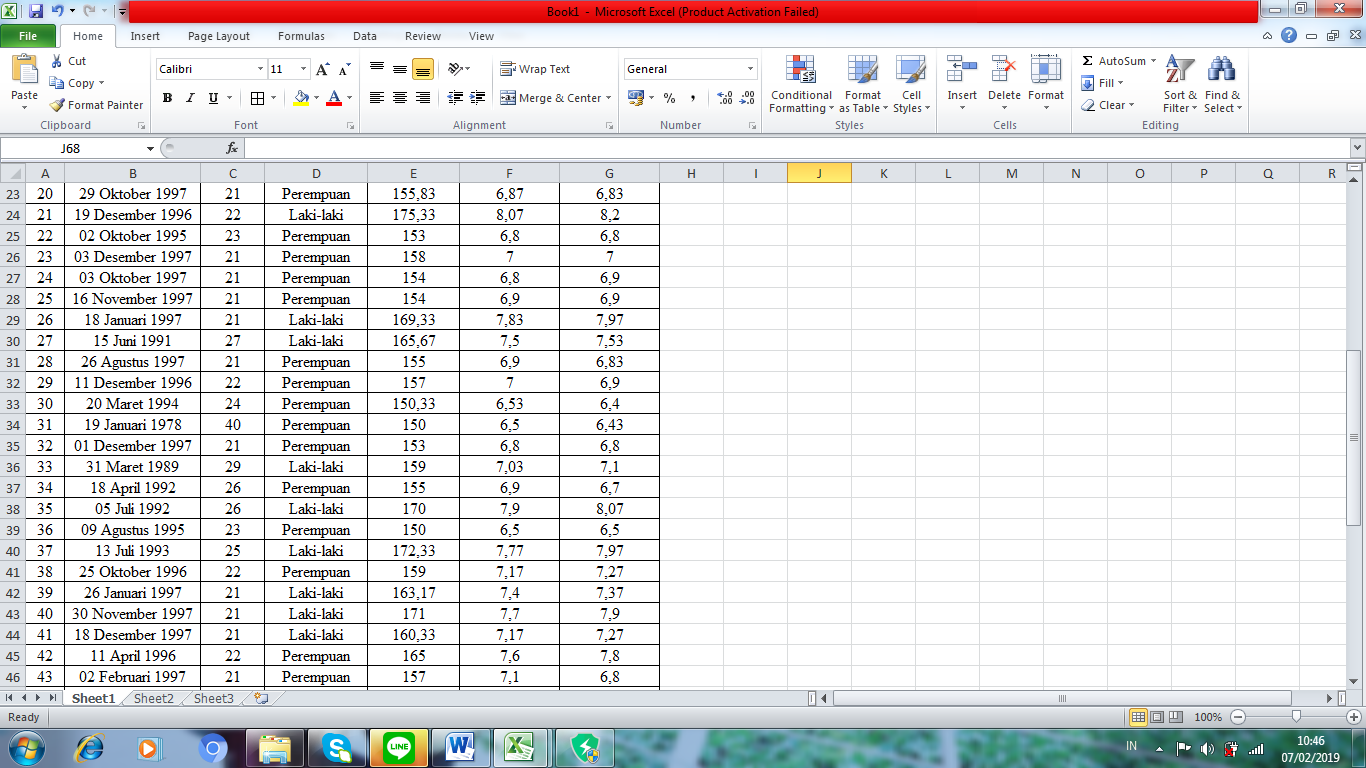 Book1 - Microsoft Excel (Product Activation Failed)
File Home Insert Page Layout Formulas Data Review View
Cut
Copy
Format Painter
Paste
Clipboard
Calibri 11
B I U A
Font
Wrap Text
Merge & Center
Alignment
General
% ,
Number
Conditional Formatting
Format as Table
Cell Styles
Styles
Insert Delete Format
Cells
AutoSum
Fill
Clear
Sort & Filter
Find & Select
Editing
J68 fx
A B C D E F G H I J K L M N O P Q R
23 20 29 Oktober 1997 21 Perempuan 155,83 6,87 6,83
24 21 19 Desember 1996 22 Laki-laki 175,33 8,07 8,2
25 22 02 Oktober 1995 23 Perempuan 153 6,8 6,8
26 23 03 Desember 1997 21 Perempuan 158 7 7
27 24 03 Oktober 1997 21 Perempuan 154 6,8 6,9
28 25 16 November 1997 21 Perempuan 154 6,9 6,9
29 26 18 Januari 1997 21 Laki-laki 169,33 7,83 7,97
30 27 15 Juni 1991 27 Laki-laki 165,67 7,5 7,53
31 28 26 Agustus 1997 21 Perempuan 155 6,9 6,83
32 29 11 Desember 1996 22 Perempuan 157 7 6,9
33 30 20 Maret 1994 24 Perempuan 150,33 6,53 6,4
34 31 19 Januari 1978 40 Perempuan 150 6,5 6,43
35 32 01 Desember 1997 21 Perempuan 153 6,8 6,8
36 33 31 Maret 1989 29 Laki-laki 159 7,03 7,1
37 34 18 April 1992 26 Perempuan 155 6,9 6,7
38 35 05 Juli 1992 26 Laki-laki 170 7,9 8,07
39 36 09 Agustus 1995 23 Perempuan 150 6,5 6,5
40 37 13 Juli 1993 25 Laki-laki 172,33 7,77 7,97
41 38 25 Oktober 1996 22 Perempuan 159 7,17 7,27
42 39 26 Januari 1997 21 Laki-laki 163,17 7,4 7,37
43 40 30 November 1997 21 Laki-laki 171 7,7 7,9
44 41 18 Desember 1997 21 Laki-laki 160,33 7,17 7,27
45 42 11 April 1996 22 Perempuan 165 7,6 7,8
46 43 02 Februari 1997 21 Perempuan 157 7,1 6,8
Sheet1 Sheet2 Sheet3
Ready 100%
LINE
IN 10:46
07/02/2019